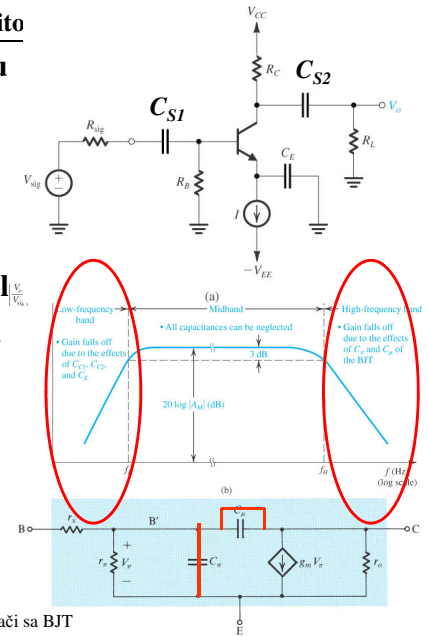 ito
u
V_CC
R_C
C_S2
C_S1
V_o
R_sig
R_L
V_sig
R_B
C_E
I
−V_EE
(a)
l
Low-frequency band
Midband
High-frequency band
• Gain falls off due to the effects of C_C1, C_C2, and C_E
• All capacitances can be neglected
• Gain falls off due to the effects of C_π and C_μ of the BJT
3 dB
20 log |A_M| (dB)
f_L
f_H
f (Hz) (log scale)
(b)
B
r_x
B′
C_μ
C
r_π
+
V_π
−
C_π
g_m V_π
r_o
E
ači sa BJT